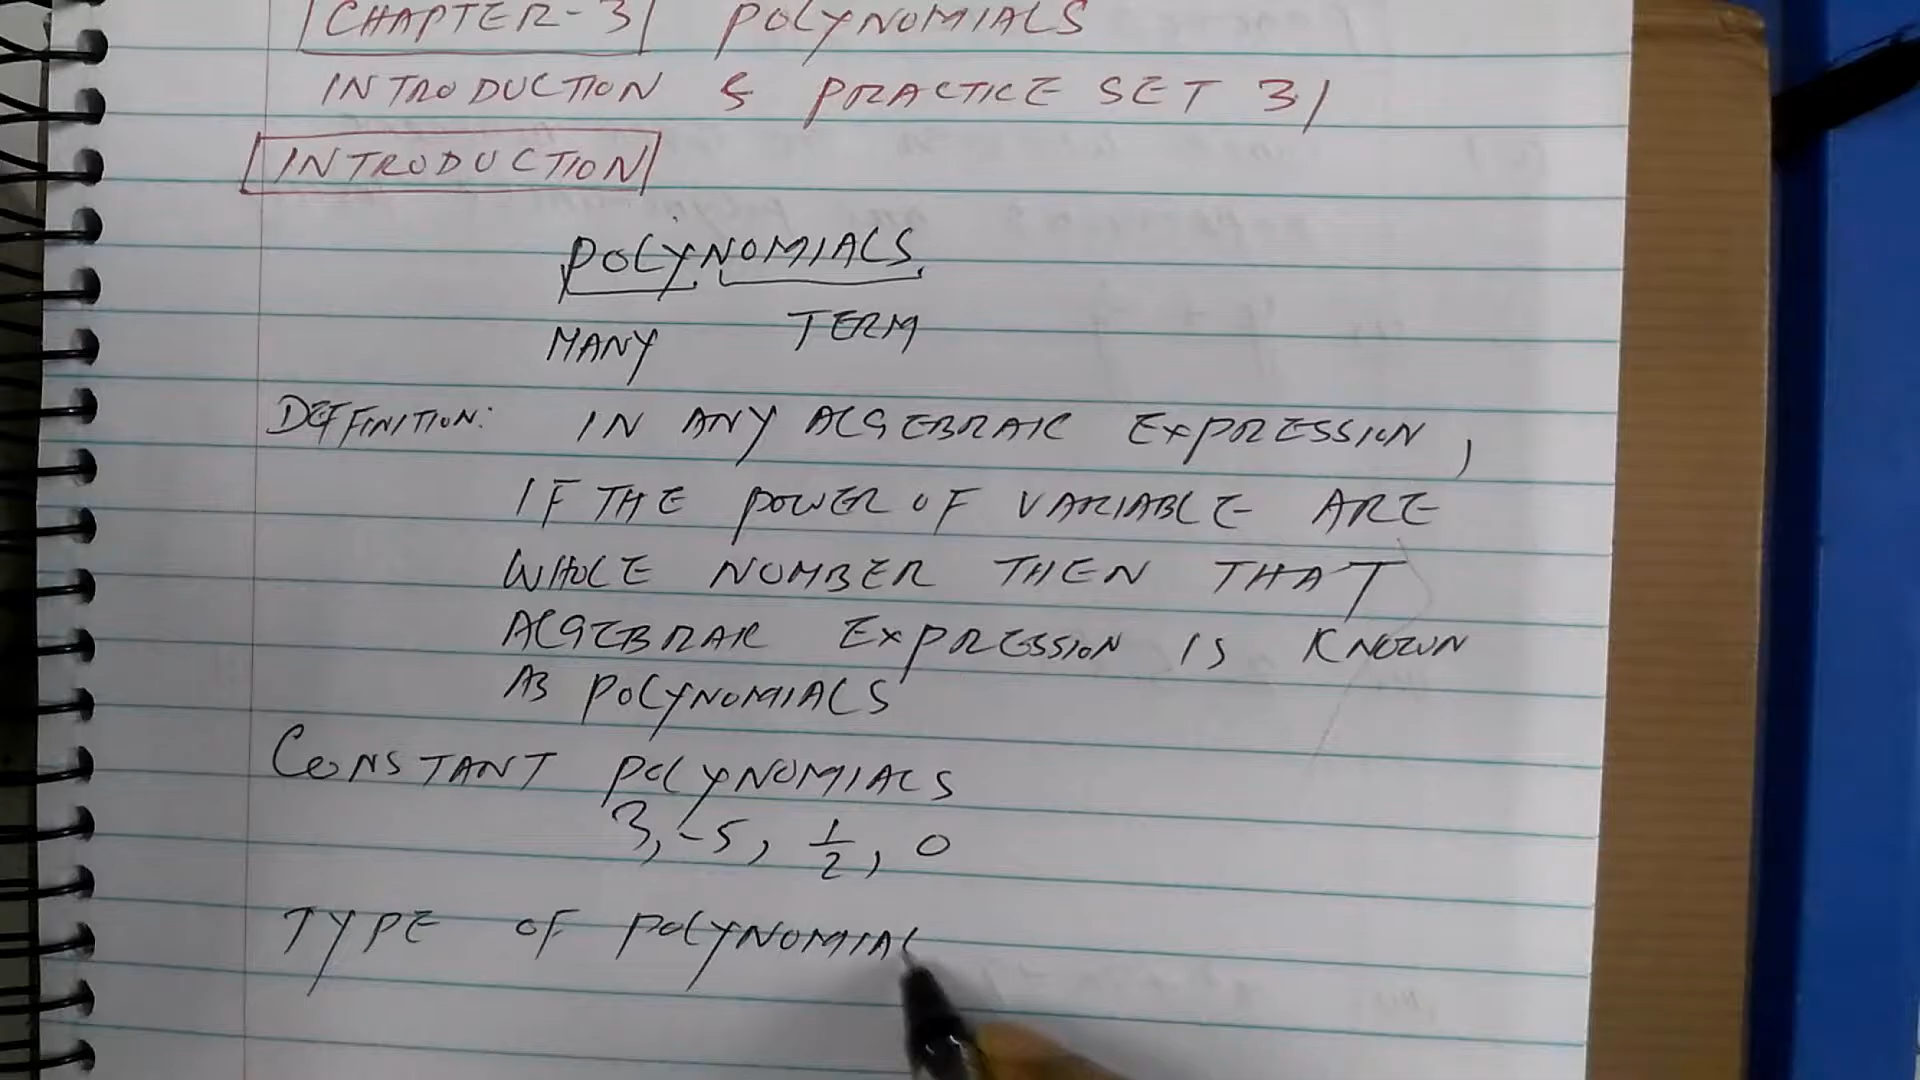 CHAPTER-3 POLYNOMIALS
INTRODUCTION & PRACTICE SET 31
INTRODUCTION
POLYNOMIALS
MANY TERM
DEFFINITION: IN ANY ALGEBRAIC EXPRESSION,
IF THE POWER OF VARIABLE ARE
WHOLE NUMBER THEN THAT
ALGEBRAIC EXPRESSION IS KNOWN
AS POLYNOMIALS
CONSTANT POLYNOMIALS
3, -5, 1/2, 0
TYPE OF POLYNOMIAL